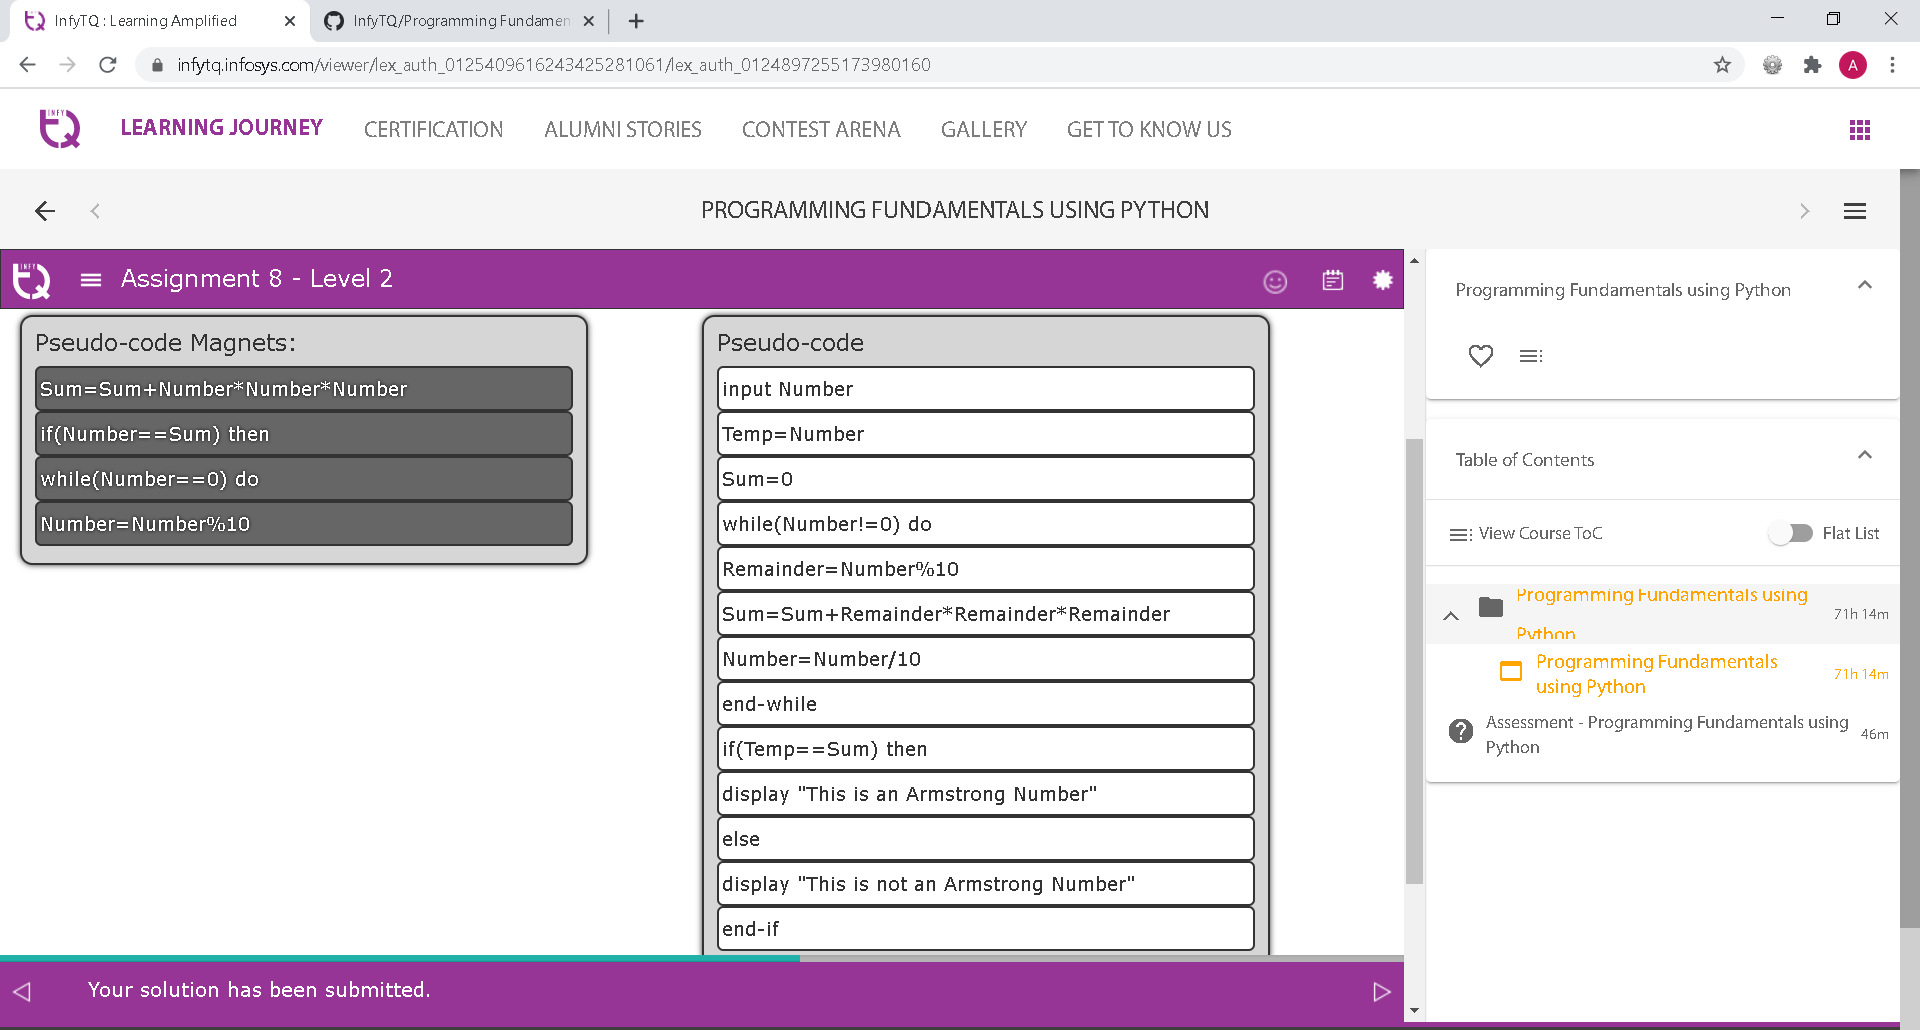 InfyTQ : Learning Amplified
InfyTQ/Programming Fundamen
infytq.infosys.com/viewer/lex_auth_0125409616243425281061/lex_auth_0124897255173980160
A
INFY
TQ
LEARNING JOURNEY
CERTIFICATION
ALUMNI STORIES
CONTEST ARENA
GALLERY
GET TO KNOW US
PROGRAMMING FUNDAMENTALS USING PYTHON
INFY
TQ
Assignment 8 - Level 2
Pseudo-code Magnets:
Sum=Sum+Number*Number*Number
if(Number==Sum) then
while(Number==0) do
Number=Number%10
Pseudo-code
input Number
Temp=Number
Sum=0
while(Number!=0) do
Remainder=Number%10
Sum=Sum+Remainder*Remainder*Remainder
Number=Number/10
end-while
if(Temp==Sum) then
display "This is an Armstrong Number"
else
display "This is not an Armstrong Number"
end-if
Your solution has been submitted.
Programming Fundamentals using Python
Table of Contents
View Course ToC
Flat List
Programming Fundamentals using
Python
71h 14m
Programming Fundamentals
using Python
71h 14m
Assessment - Programming Fundamentals using
Python
46m